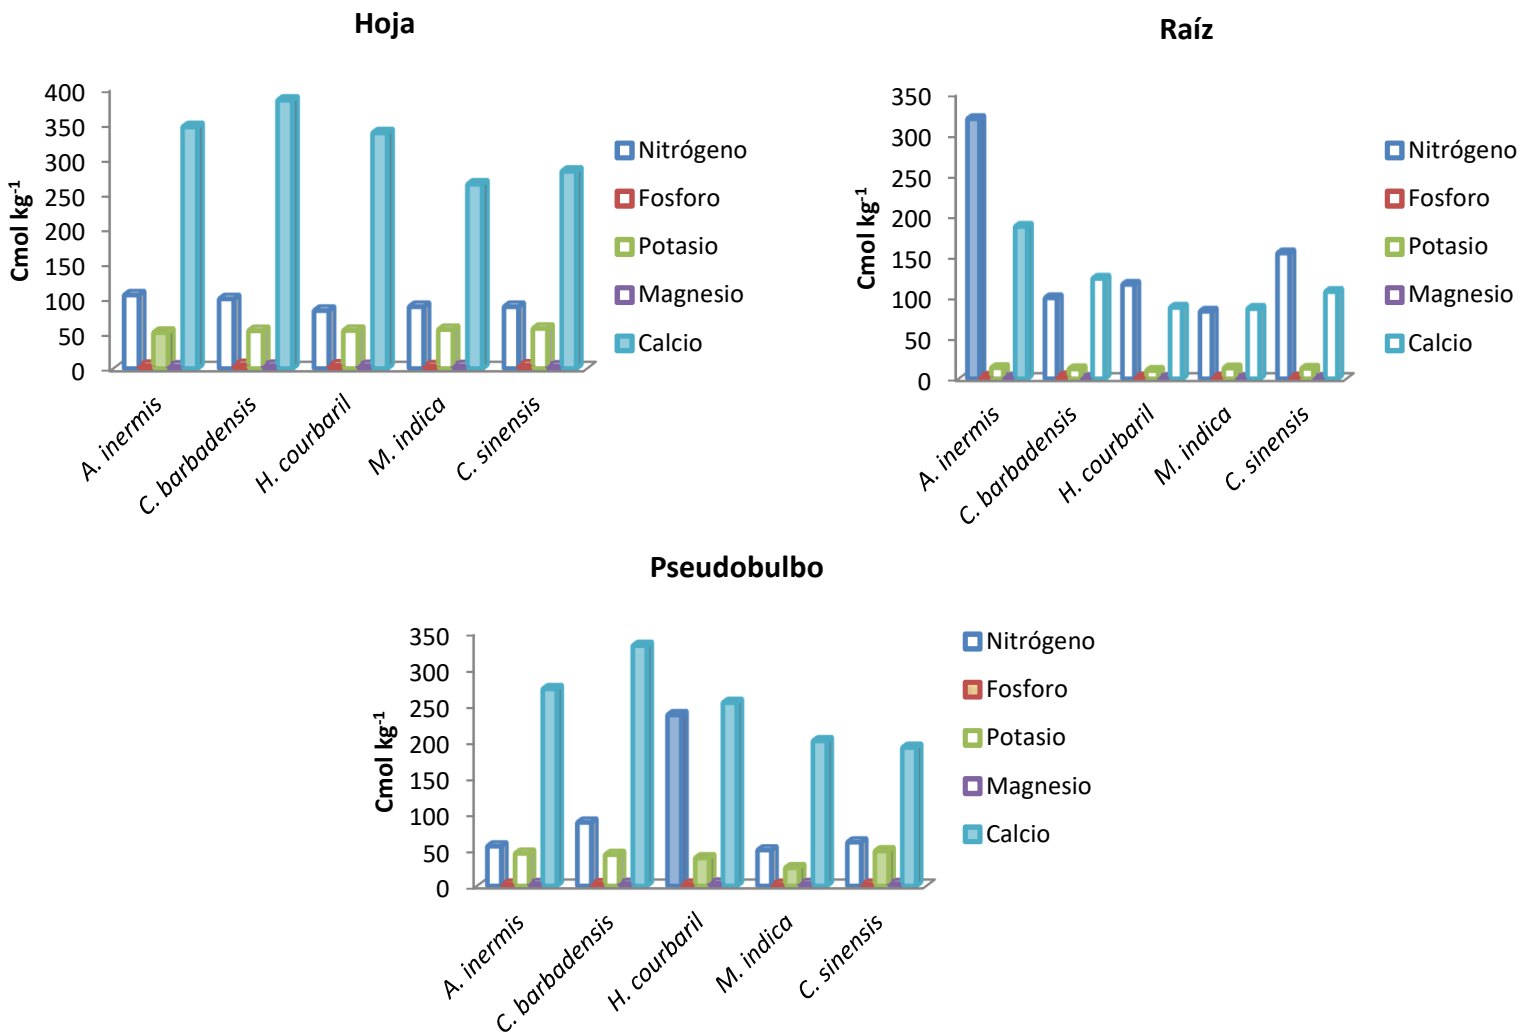 Hoja
Cmol kg⁻¹
400
350
300
250
200
150
100
50
0
A. inermis
C. barbadensis
H. courbaril
M. indica
C. sinensis
Nitrógeno
Fosforo
Potasio
Magnesio
Calcio
Raíz
Cmol kg⁻¹
350
300
250
200
150
100
50
0
A. inermis
C. barbadensis
H. courbaril
M. indica
C. sinensis
Nitrógeno
Fosforo
Potasio
Magnesio
Calcio
Pseudobulbo
Cmol kg⁻¹
350
300
250
200
150
100
50
0
A. inermis
C. barbadensis
H. courbaril
M. indica
C. sinensis
Nitrógeno
Fosforo
Potasio
Magnesio
Calcio